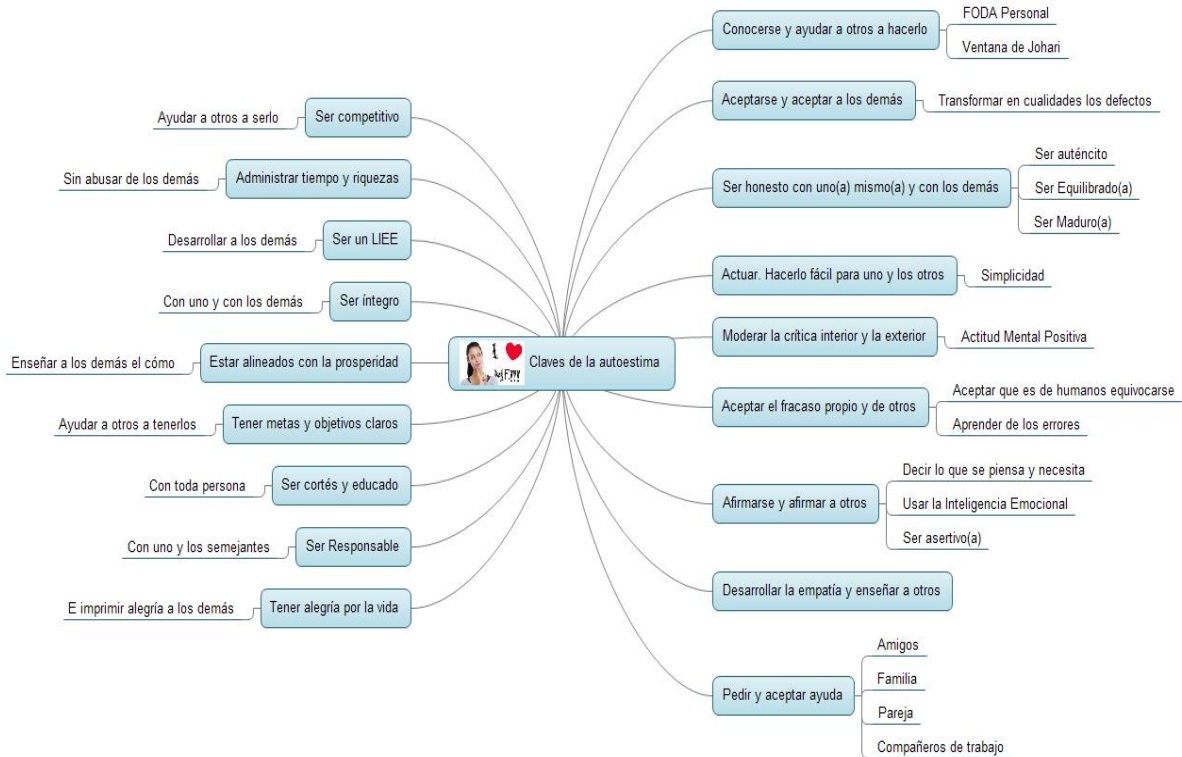 Claves de la autoestima
I
Conocerse y ayudar a otros a hacerlo
FODA Personal
Ventana de Johari
Aceptarse y aceptar a los demás
Transformar en cualidades los defectos
Ser honesto con uno(a) mismo(a) y con los demás
Ser auténcito
Ser Equilibrado(a)
Ser Maduro(a)
Actuar. Hacerlo fácil para uno y los otros
Simplicidad
Moderar la crítica interior y la exterior
Actitud Mental Positiva
Aceptar el fracaso propio y de otros
Aceptar que es de humanos equivocarse
Aprender de los errores
Afirmarse y afirmar a otros
Decir lo que se piensa y necesita
Usar la Inteligencia Emocional
Ser asertivo(a)
Desarrollar la empatía y enseñar a otros
Pedir y aceptar ayuda
Amigos
Familia
Pareja
Compañeros de trabajo
Ser competitivo
Ayudar a otros a serlo
Administrar tiempo y riquezas
Sin abusar de los demás
Ser un LIEE
Desarrollar a los demás
Ser íntegro
Con uno y con los demás
Estar alineados con la prosperidad
Enseñar a los demás el cómo
Tener metas y objetivos claros
Ayudar a otros a tenerlos
Ser cortés y educado
Con toda persona
Ser Responsable
Con uno y los semejantes
Tener alegría por la vida
E imprimir alegría a los demás